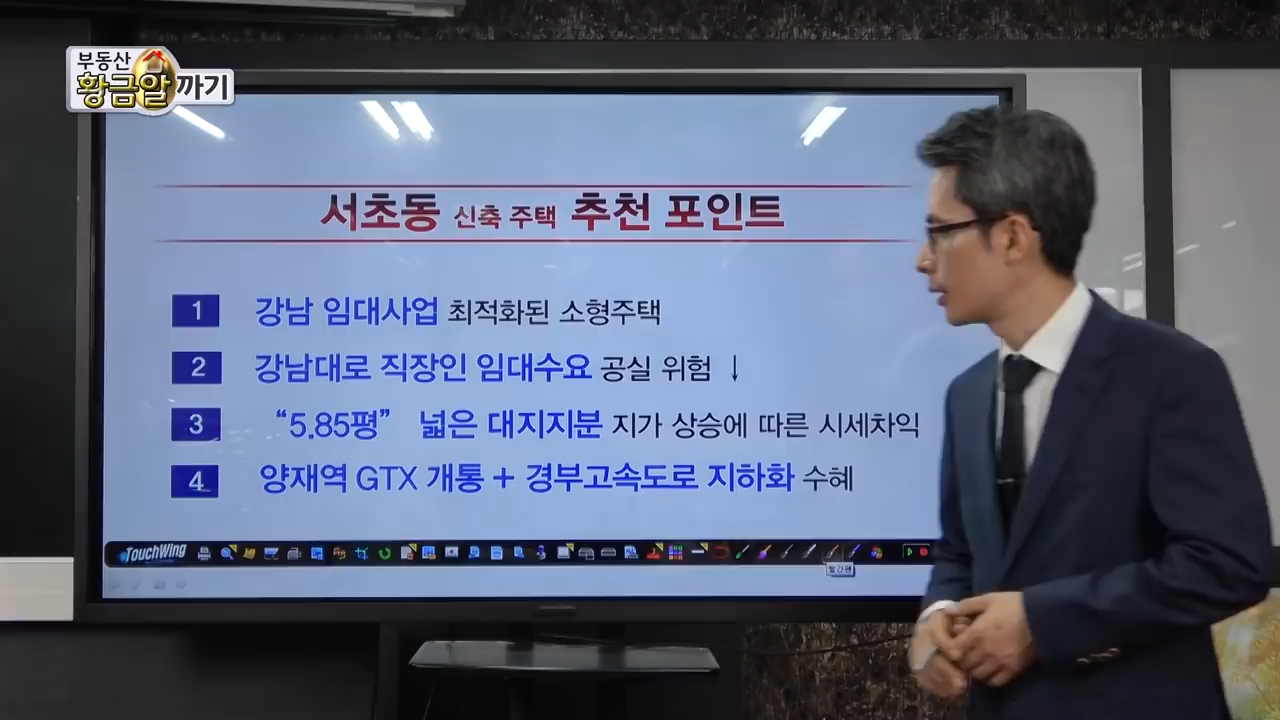 부동산
황금알까기
서초동 신축 주택 추천 포인트
1 강남 임대사업 최적화된 소형주택
2 강남대로 직장인 임대수요 공실 위험 ↓
3 “5.85평” 넓은 대지지분 지가 상승에 따른 시세차익
4 양재역 GTX 개통 + 경부고속도로 지하화 수혜
TouchWing
빨간펜